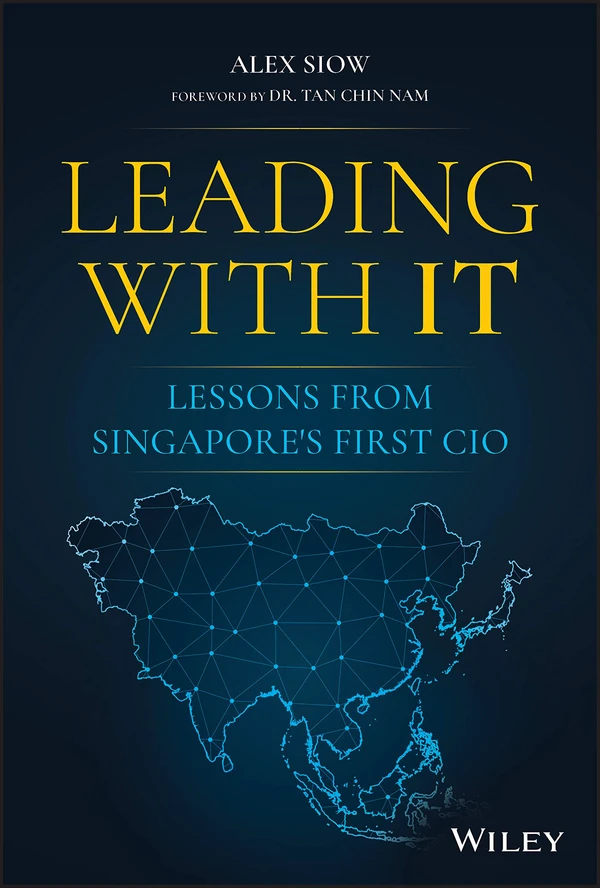 ALEX SIOW
FOREWORD BY DR. TAN CHIN NAM
LEADING
WITH IT
LESSONS FROM
SINGAPORE'S FIRST CIO
WILEY